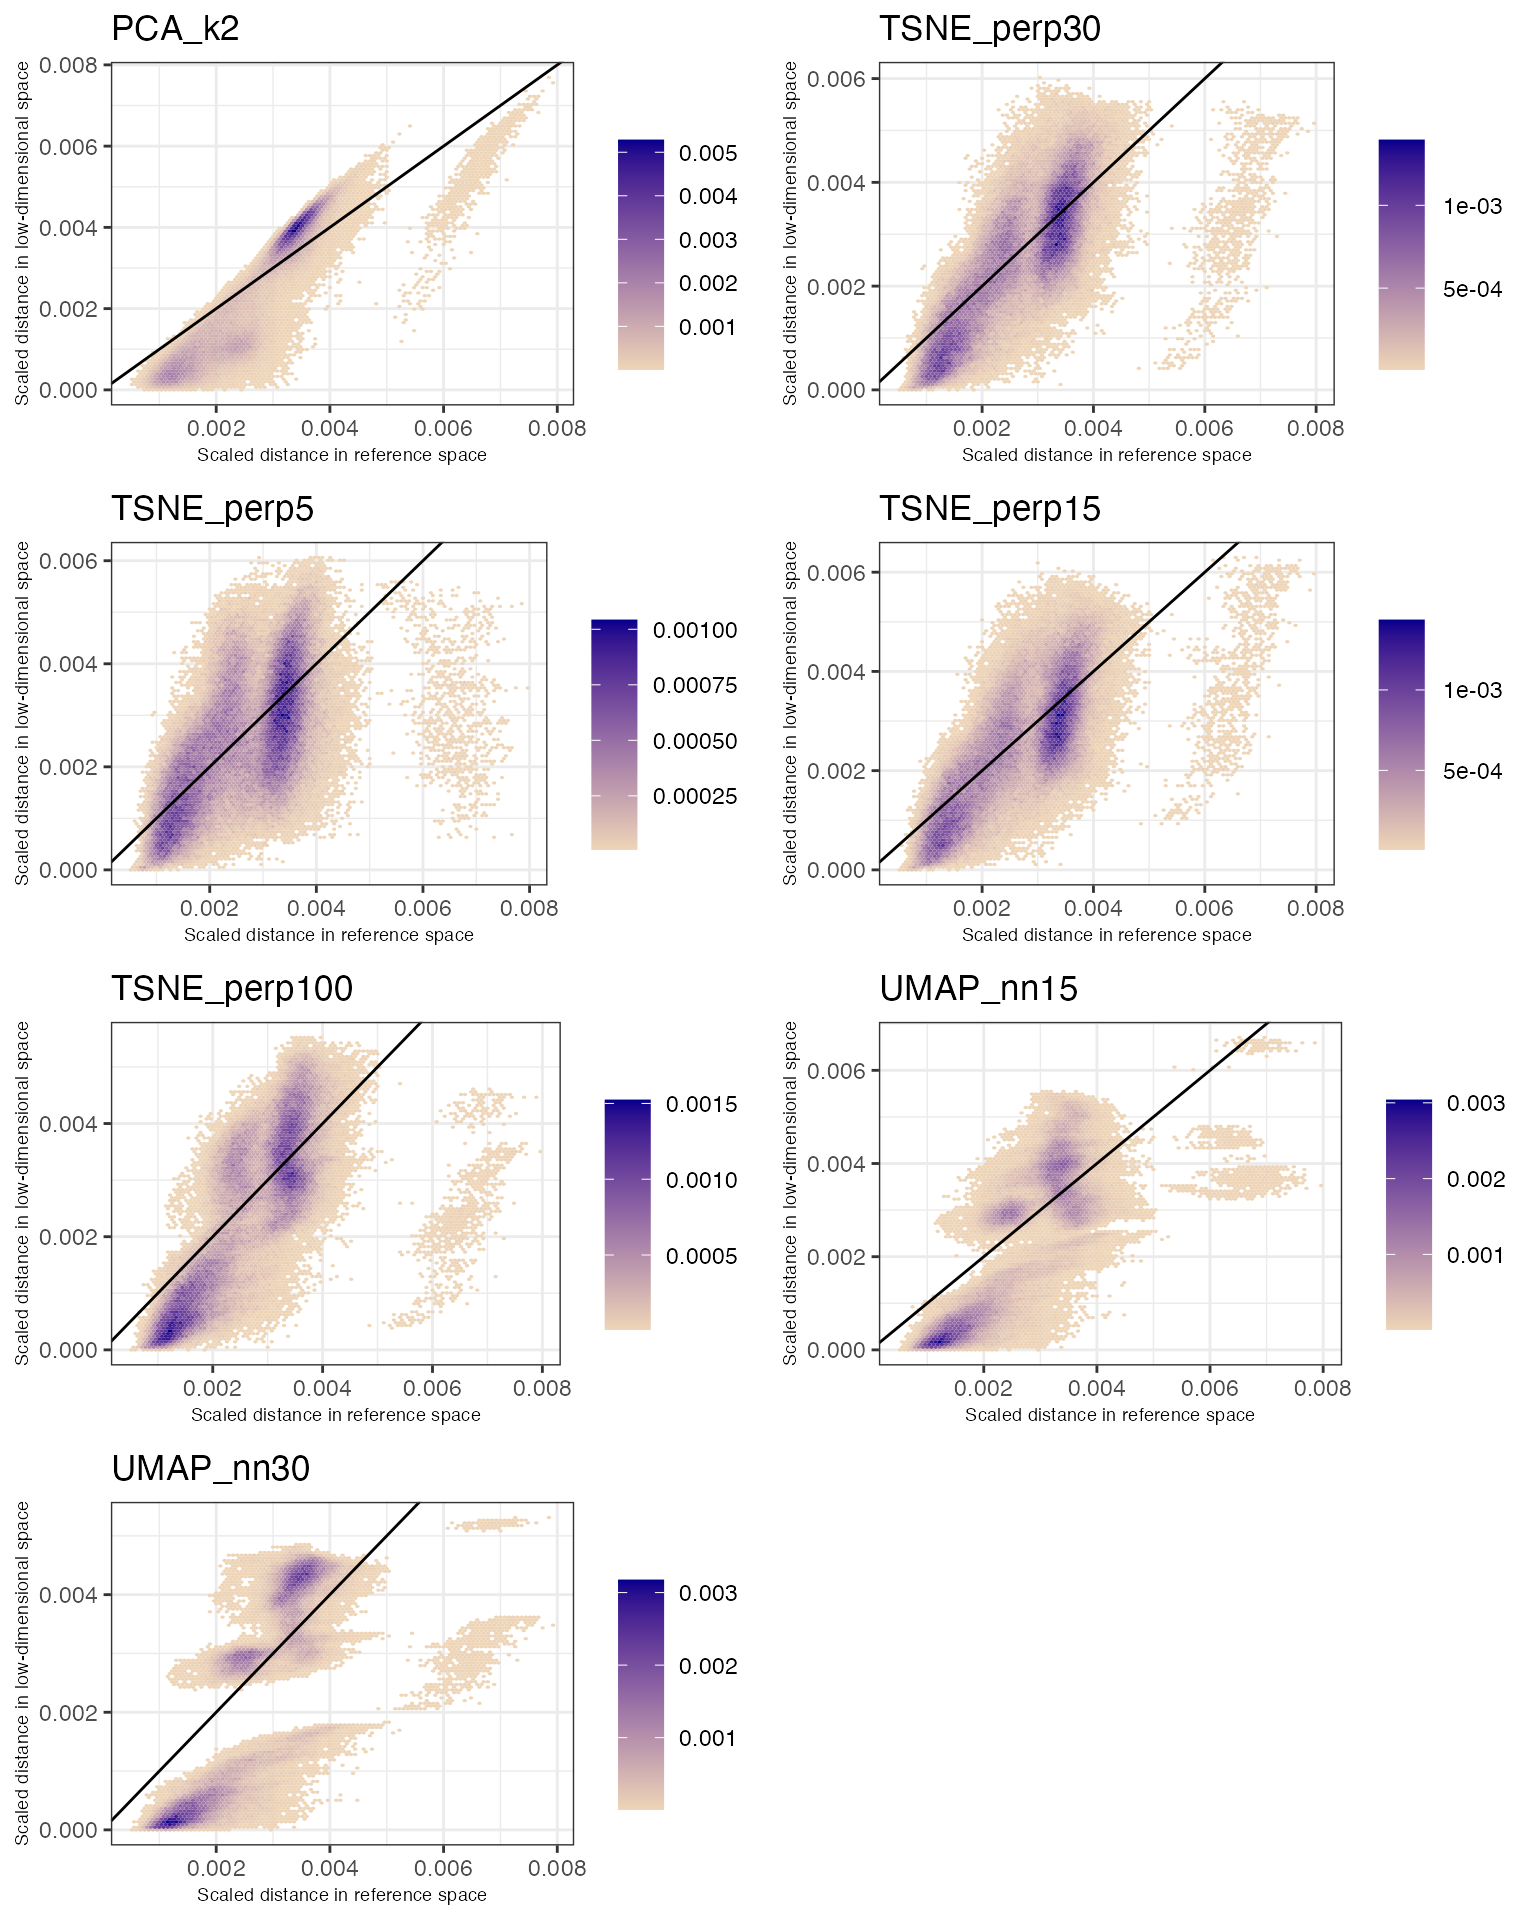 PCA_k2
Scaled distance in low-dimensional space
0.008
0.006
0.004
0.002
0.000
0.002 0.004 0.006 0.008
Scaled distance in reference space
0.005
0.004
0.003
0.002
0.001
TSNE_perp30
Scaled distance in low-dimensional space
0.006
0.004
0.002
0.000
0.002 0.004 0.006 0.008
Scaled distance in reference space
1e-03
5e-04
TSNE_perp5
Scaled distance in low-dimensional space
0.006
0.004
0.002
0.000
0.002 0.004 0.006 0.008
Scaled distance in reference space
0.00100
0.00075
0.00050
0.00025
TSNE_perp15
Scaled distance in low-dimensional space
0.006
0.004
0.002
0.000
0.002 0.004 0.006 0.008
Scaled distance in reference space
1e-03
5e-04
TSNE_perp100
Scaled distance in low-dimensional space
0.004
0.002
0.000
0.002 0.004 0.006 0.008
Scaled distance in reference space
0.0015
0.0010
0.0005
UMAP_nn15
Scaled distance in low-dimensional space
0.006
0.004
0.002
0.000
0.002 0.004 0.006 0.008
Scaled distance in reference space
0.003
0.002
0.001
UMAP_nn30
Scaled distance in low-dimensional space
0.004
0.002
0.000
0.002 0.004 0.006 0.008
Scaled distance in reference space
0.003
0.002
0.001